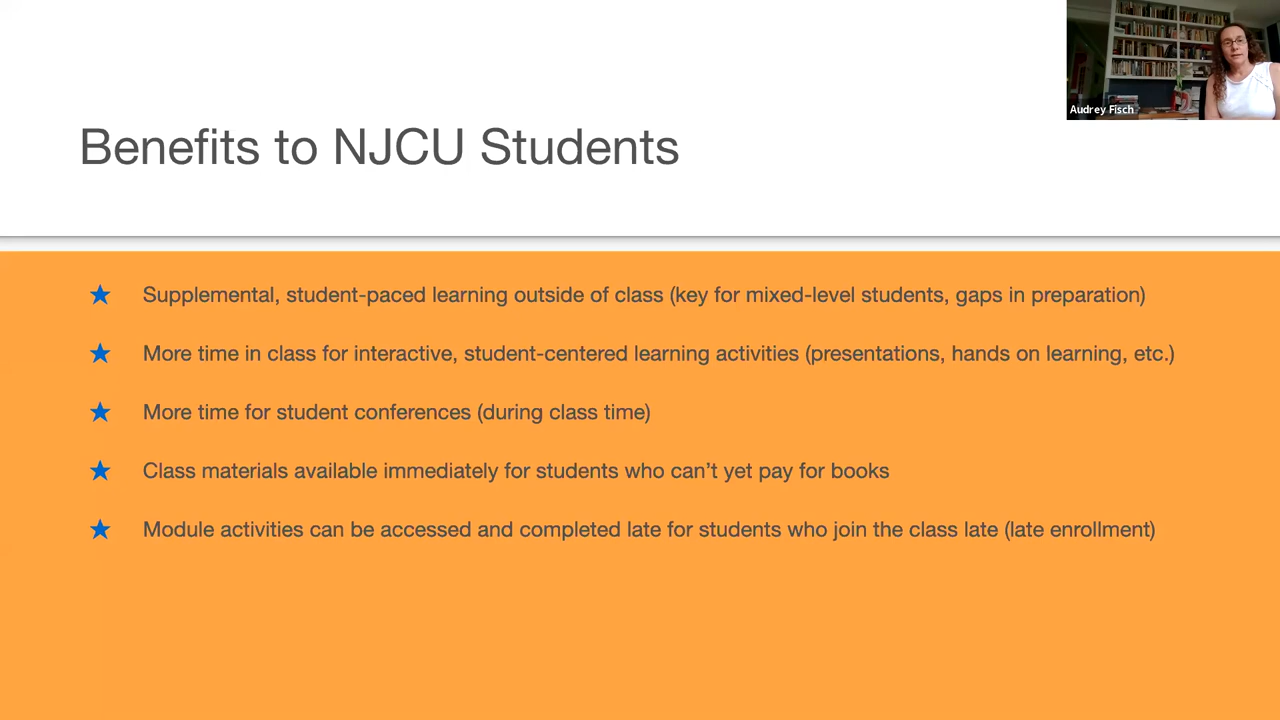 Audrey Fisch
Benefits to NJCU Students
Supplemental, student-paced learning outside of class (key for mixed-level students, gaps in preparation)
More time in class for interactive, student-centered learning activities (presentations, hands on learning, etc.)
More time for student conferences (during class time)
Class materials available immediately for students who can’t yet pay for books
Module activities can be accessed and completed late for students who join the class late (late enrollment)